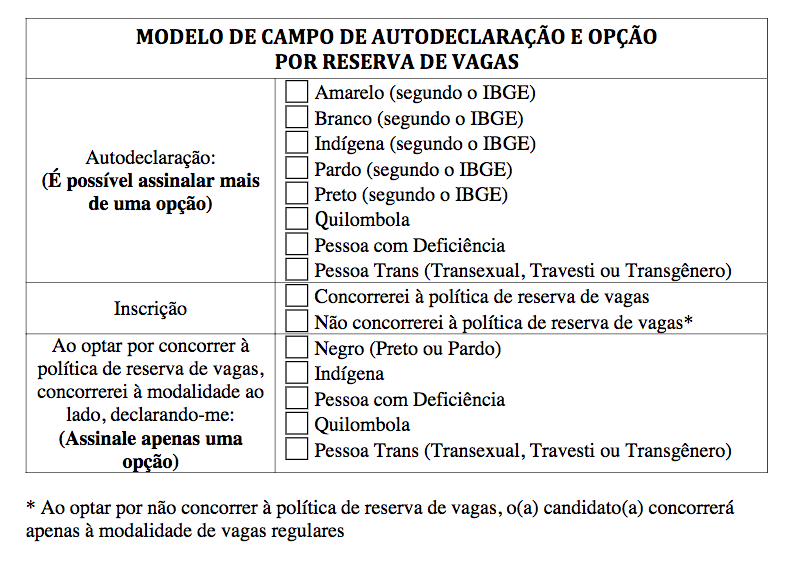 MODELO DE CAMPO DE AUTODECLARAÇÃO E OPÇÃO
POR RESERVA DE VAGAS
Autodeclaração:
(É possível assinalar mais
de uma opção)
Amarelo (segundo o IBGE)
Branco (segundo o IBGE)
Indígena (segundo o IBGE)
Pardo (segundo o IBGE)
Preto (segundo o IBGE)
Quilombola
Pessoa com Deficiência
Pessoa Trans (Transexual, Travesti ou Transgênero)
Inscrição
Concorrerei à política de reserva de vagas
Não concorrerei à política de reserva de vagas*
Ao optar por concorrer à
política de reserva de vagas,
concorrerei à modalidade ao
lado, declarando-me:
(Assinale apenas uma
opção)
Negro (Preto ou Pardo)
Indígena
Pessoa com Deficiência
Quilombola
Pessoa Trans (Transexual, Travesti ou Transgênero)
* Ao optar por não concorrer à política de reserva de vagas, o(a) candidato(a) concorrerá
apenas à modalidade de vagas regulares